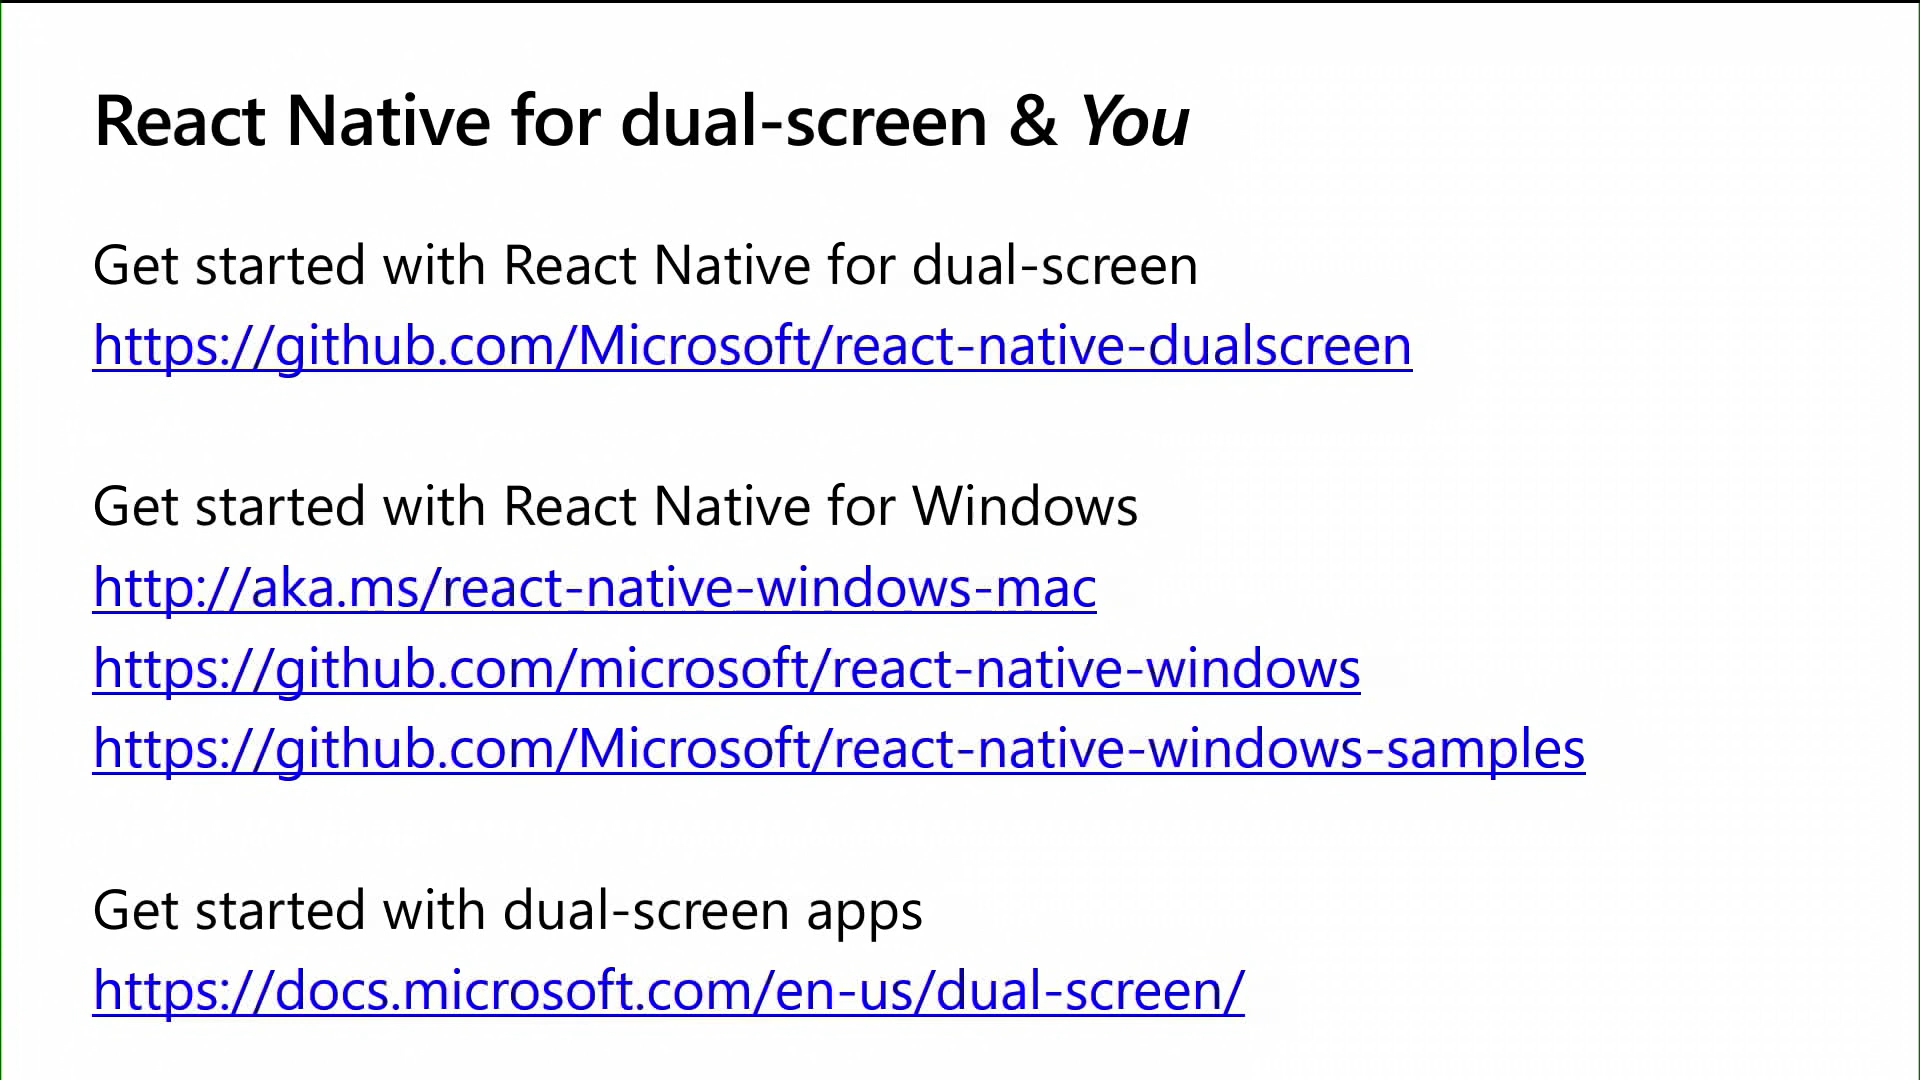 React Native for dual-screen & You
Get started with React Native for dual-screen
https://github.com/Microsoft/react-native-dualscreen
Get started with React Native for Windows
http://aka.ms/react-native-windows-mac
https://github.com/microsoft/react-native-windows
https://github.com/Microsoft/react-native-windows-samples
Get started with dual-screen apps
https://docs.microsoft.com/en-us/dual-screen/